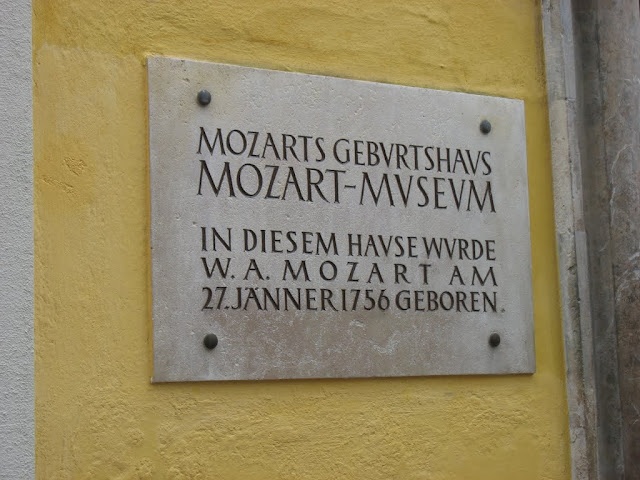 MOZARTS GEBVRTSHAVS
MOZART-MVSEVM
IN DIESEM HAVSE WVRDE
W. A. MOZART AM
27. JÄNNER 1756 GEBOREN.